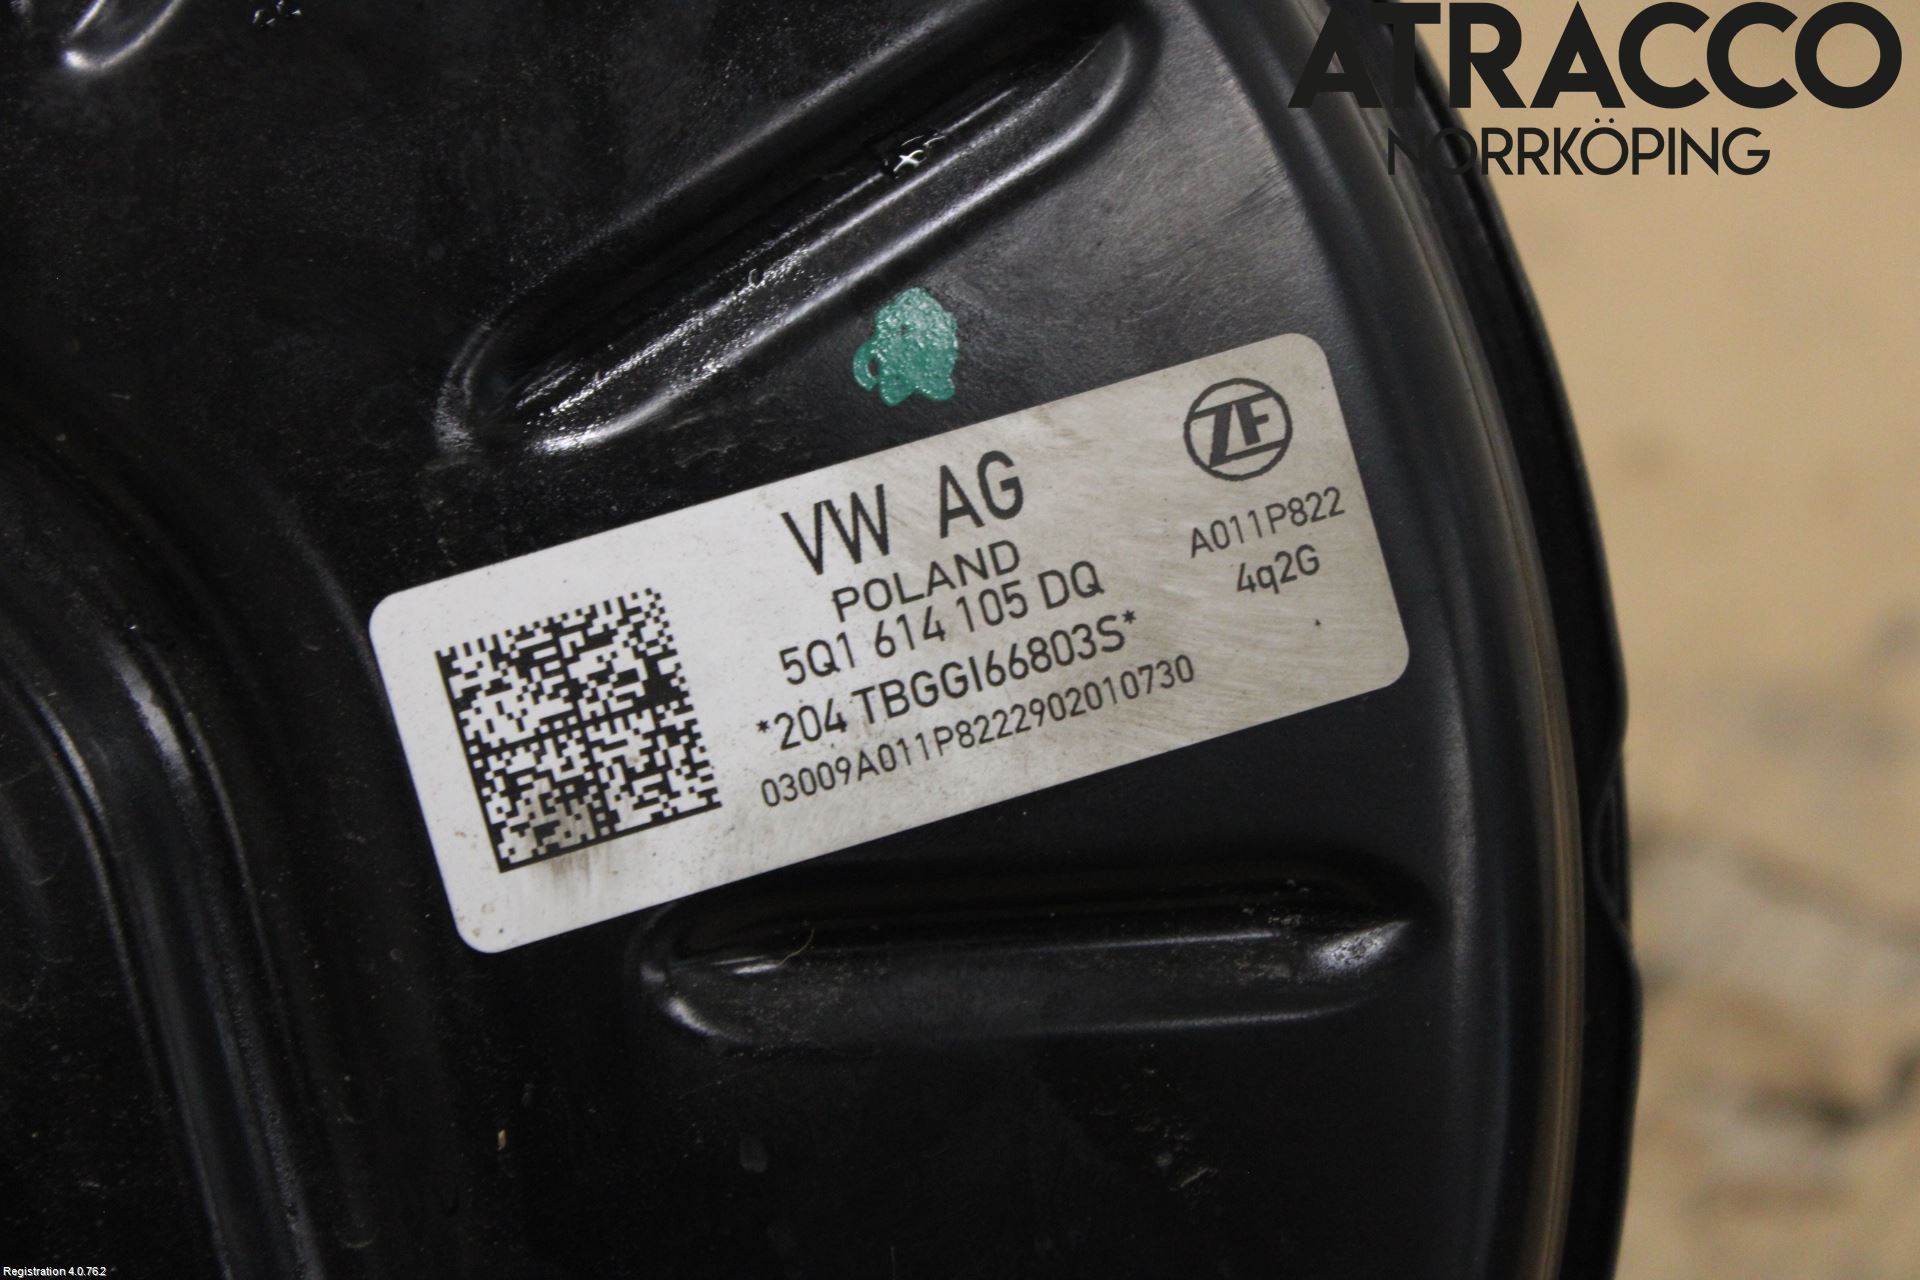 ATRACCO
NORRKÖPING
ZF
VW AG
POLAND
5Q1 614 105 DQ
*204 TBGGI66803S*
03009A011P8222902010730
A011P822
4q2G
Registration 4.0.76.2